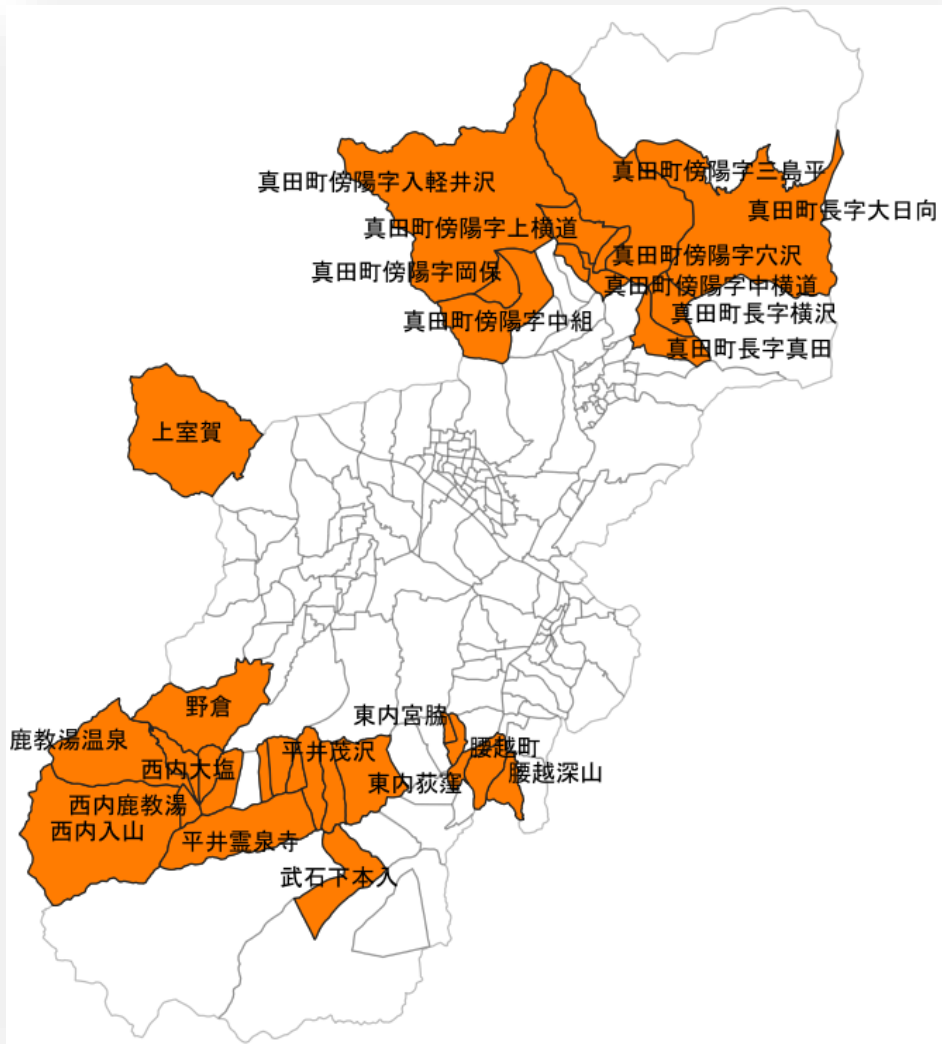 真田町傍陽字三島平
真田町傍陽字入軽井沢
真田町長字大日向
真田町傍陽字上横道
真田町傍陽字穴沢
真田町傍陽字岡保
真田町傍陽字中横道
真田町長字横沢
真田町傍陽字中組
真田町長字真田
上室賀
野倉
東内宮脇
鹿教湯温泉
腰越町
平井茂沢
西内大塩
腰越深山
東内荻窪
西内鹿教湯
西内入山
平井霊泉寺
武石下本入